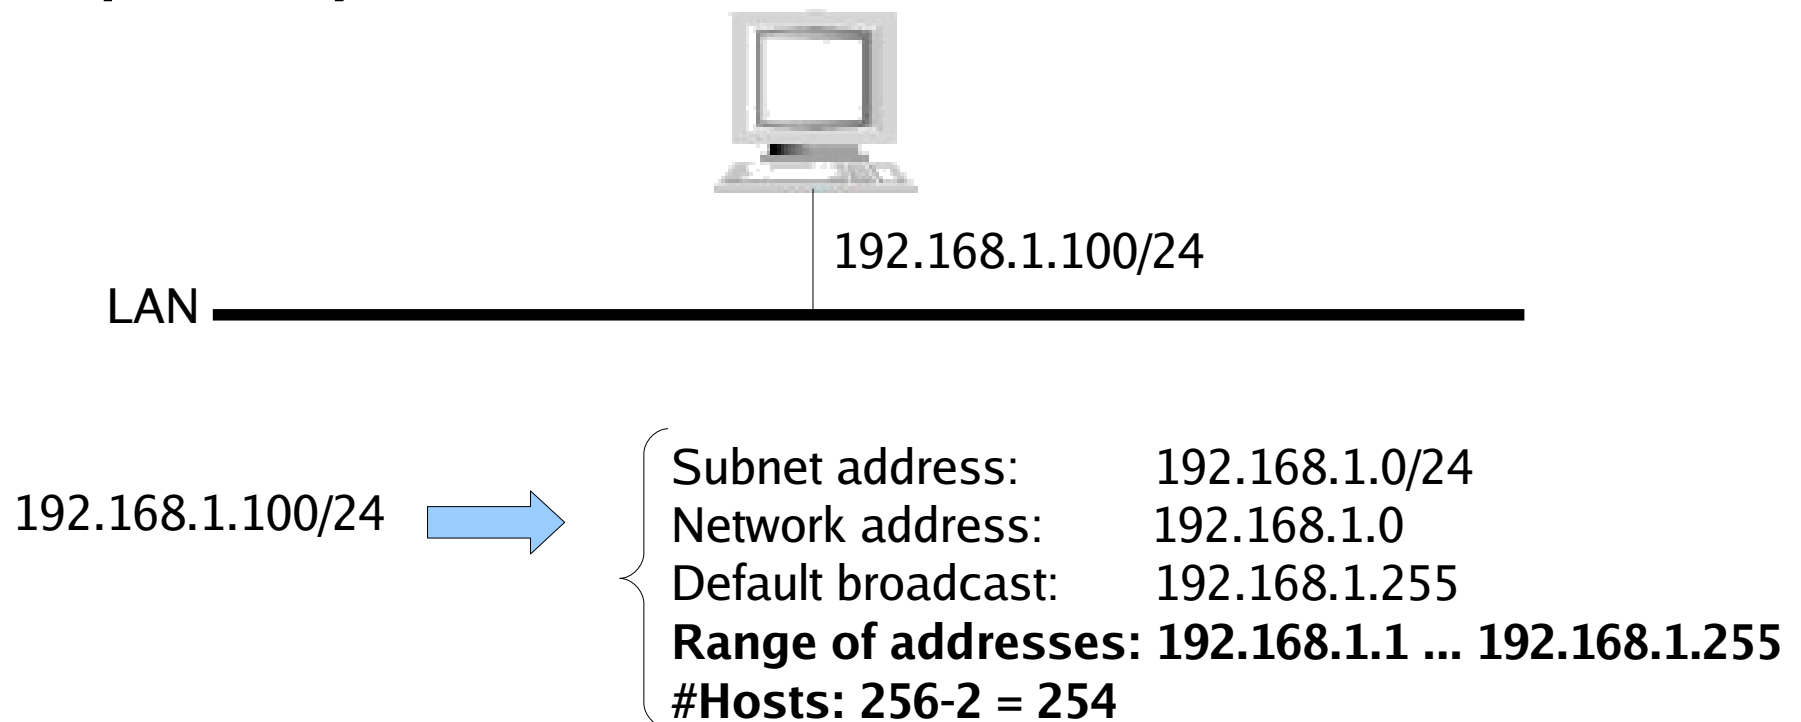 192.168.1.100/24
LAN
192.168.1.100/24
Subnet address: 192.168.1.0/24
Network address: 192.168.1.0
Default broadcast: 192.168.1.255
Range of addresses: 192.168.1.1 ... 192.168.1.255
#Hosts: 256-2 = 254